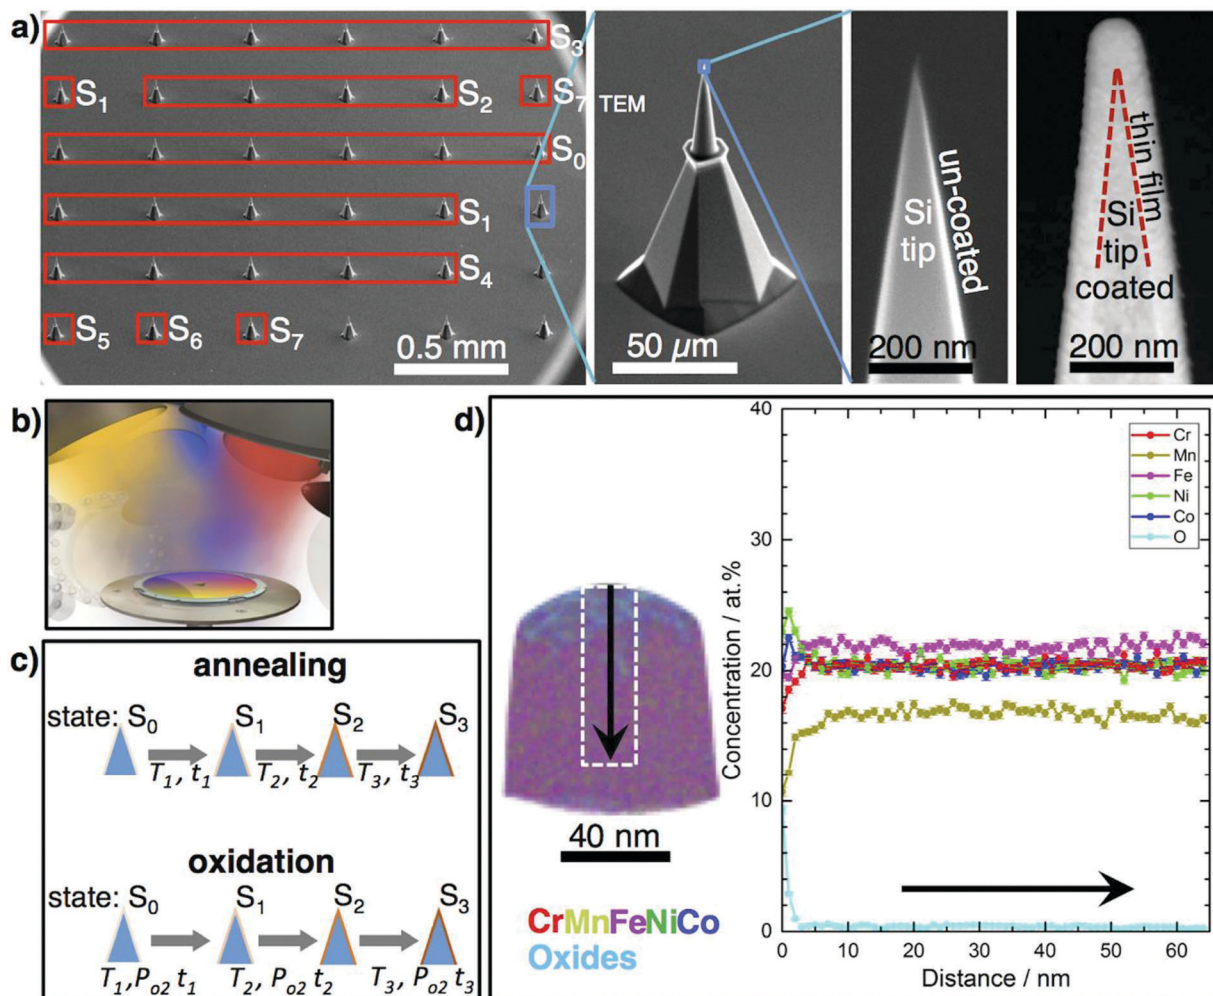 a)
S3
S1
S2
S7 TEM
S0
S1
S4
S5
S6
S7
0.5 mm
50 µm
Si
tip
un-coated
200 nm
thin film
Si
tip
coated
200 nm
b)
c)
annealing
state: S0 S1 S2 S3
T1, t1 T2, t2 T3, t3
oxidation
state: S0 S1 S2 S3
T1, Po2 t1 T2, Po2 t2 T3, Po2 t3
d)
40 nm
CrMnFeNiCo
Oxides
Concentration / at.%
40
30
20
10
0
Cr
Mn
Fe
Ni
Co
O
0 10 20 30 40 50 60
Distance / nm